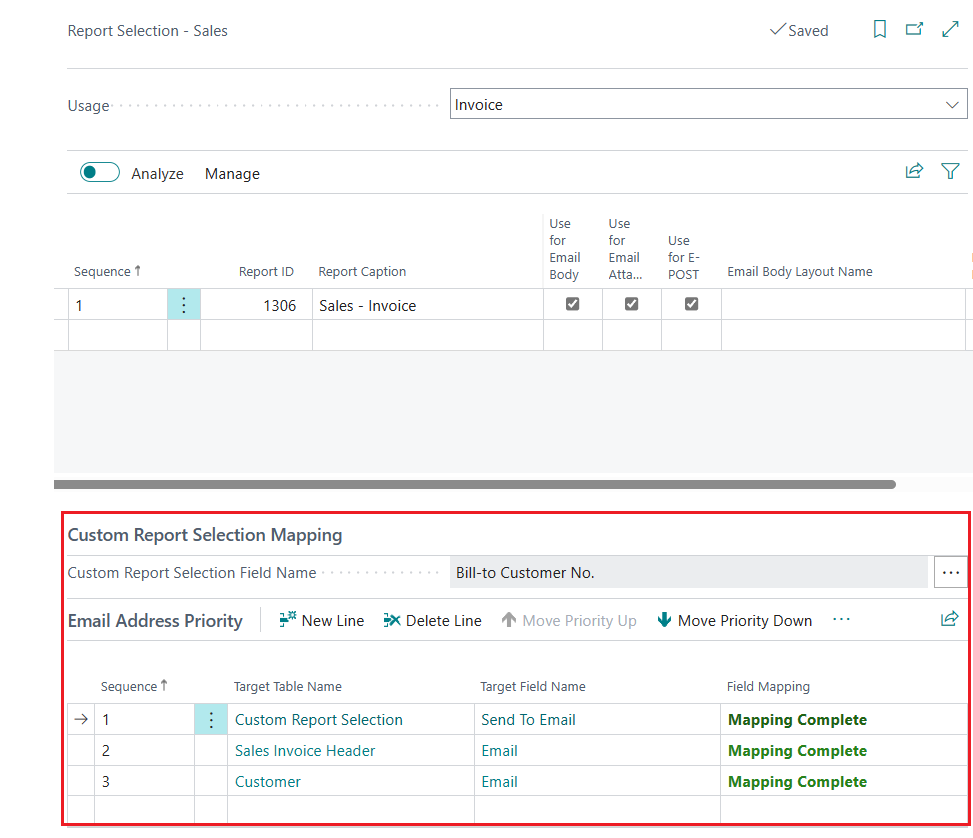 Report Selection - Sales
Saved
Usage
Invoice
Analyze Manage
Sequence ↑ Report ID Report Caption Use for Email Body Use for Email Atta... Use for E-POST Email Body Layout Name
1 1306 Sales - Invoice
Custom Report Selection Mapping
Custom Report Selection Field Name Bill-to Customer No. ...
Email Address Priority New Line Delete Line Move Priority Up Move Priority Down ...
Sequence ↑ Target Table Name Target Field Name Field Mapping
1 Custom Report Selection Send To Email Mapping Complete
2 Sales Invoice Header Email Mapping Complete
3 Customer Email Mapping Complete